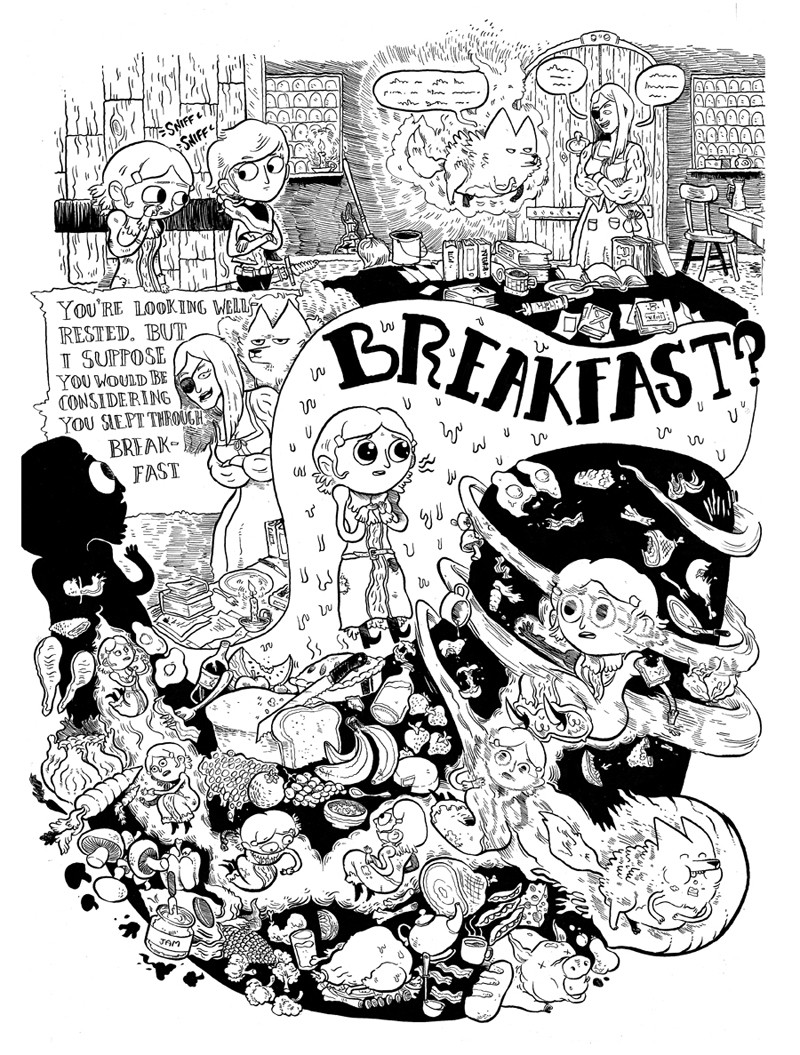 SNIFF
SNIFF
YOU'RE LOOKING WELL
RESTED. BUT
I SUPPOSE
YOU WOULD BE
CONSIDERING
YOU SLEPT THROUGH
BREAK-
FAST
BREAKFAST?
JAM